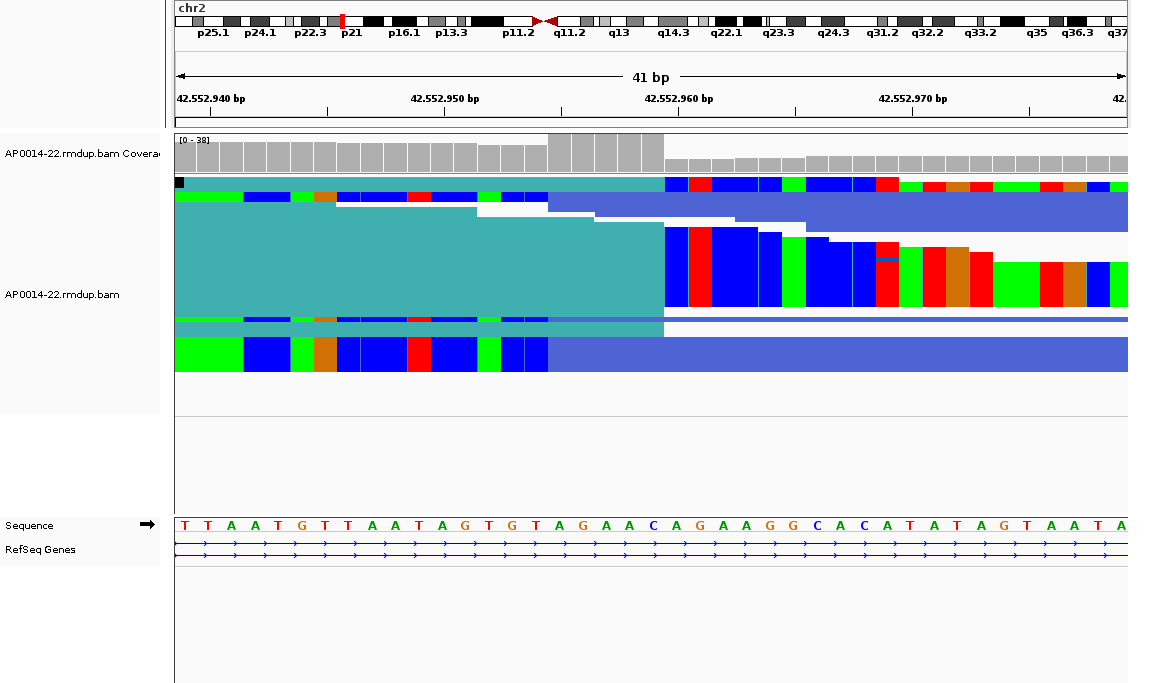 chr2
p25.1 p24.1 p22.3 p21 p16.1 p13.3 p11.2 q11.2 q13 q14.3 q22.1 q23.3 q24.3 q31.2 q32.2 q33.2 q35 q36.3 q37
41 bp
42.552.940 bp 42.552.950 bp 42.552.960 bp 42.552.970 bp 42.
[0 - 38]
AP0014-22.rmdup.bam Covera
AP0014-22.rmdup.bam
Sequence T T A A T G T T A A T A G T G T A G A A C A G A A G G C A C A T A T A G T A A T A
RefSeq Genes